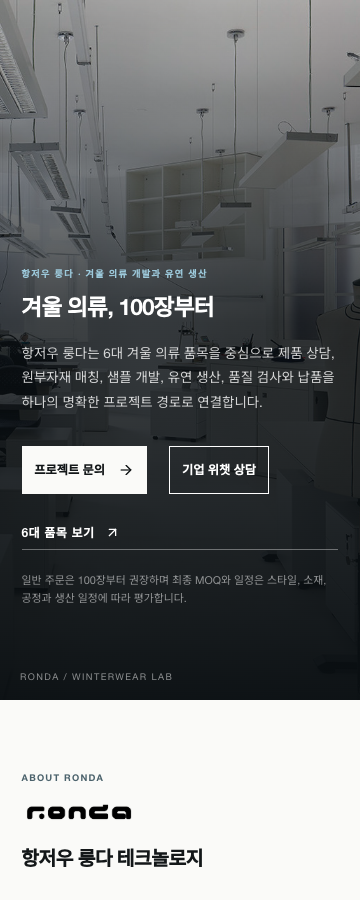 항저우 룽다 · 겨울 의류 개발과 유연 생산
겨울 의류, 100장부터
항저우 룽다는 6대 겨울 의류 품목을 중심으로 제품 상담,
원부자재 매칭, 샘플 개발, 유연 생산, 품질 검사와 납품을
하나의 명확한 프로젝트 경로로 연결합니다.
프로젝트 문의 →
기업 위챗 상담
6대 품목 보기 ↗
일반 주문은 100장부터 권장하며 최종 MOQ와 일정은 스타일, 소재,
공정과 생산 일정에 따라 평가합니다.
RONDA / WINTERWEAR LAB
ABOUT RONDA
ronda
항저우 룽다 테크놀로지